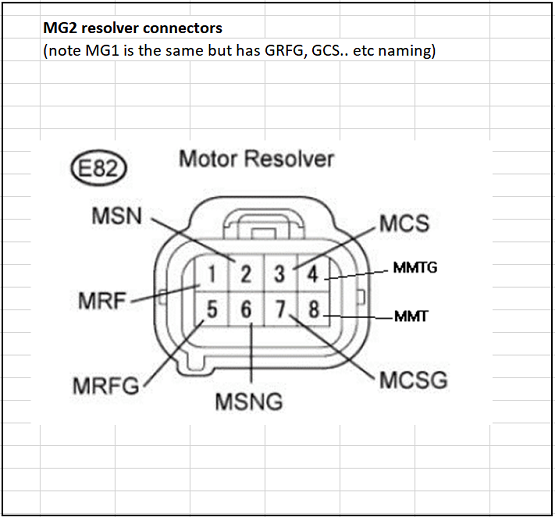 MG2 resolver connectors
(note MG1 is the same but has GRFG, GCS.. etc naming)
E82
Motor Resolver
MSN
MCS
1 2 3 4
MMTG
MRF
5 6 7 8
MMT
MRFG
MSNG
MCSG